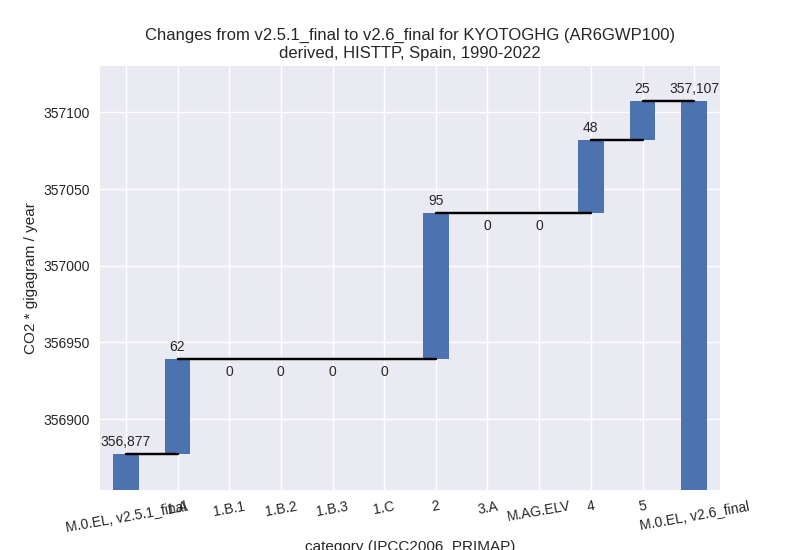 Changes from v2.5.1_final to v2.6_final for KYOTOGHG (AR6GWP100)
derived, HISTTP, Spain, 1990-2022
CO2 * gigagram / year
357100
357050
357000
356950
356900
356,877
62
0
0
0
0
95
0
0
48
25
357,107
M.0.EL, v2.5.1_final
1.A
1.B.1
1.B.2
1.B.3
1.C
2
3.A
M.AG.ELV
4
5
M.0.EL, v2.6_final
category (IPCC2006_PRIMAP)